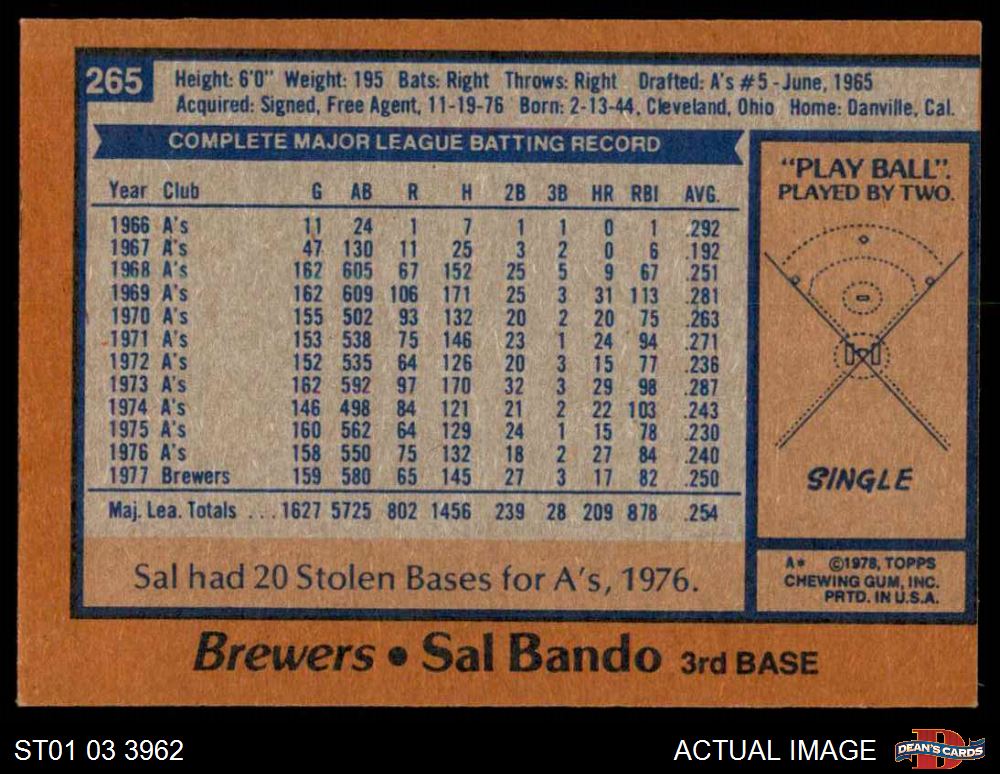 265
Height: 6'0" Weight: 195 Bats: Right Throws: Right Drafted: A's #5 - June, 1965
Acquired: Signed, Free Agent, 11-19-76 Born: 2-13-44, Cleveland, Ohio Home: Danville, Cal.
COMPLETE MAJOR LEAGUE BATTING RECORD
Year Club G AB R H 2B 3B HR RBI AVG.
1966 A's 11 24 1 7 1 1 0 1 .292
1967 A's 47 130 11 25 3 2 0 6 .192
1968 A's 162 605 67 152 25 5 9 67 .251
1969 A's 162 609 106 171 25 3 31 113 .281
1970 A's 155 502 93 132 20 2 20 75 .263
1971 A's 153 538 75 146 23 1 24 94 .271
1972 A's 152 535 64 126 20 3 15 77 .236
1973 A's 162 592 97 170 32 3 29 98 .287
1974 A's 146 498 84 121 21 2 22 103 .243
1975 A's 160 562 64 129 24 1 15 78 .230
1976 A's 158 550 75 132 18 2 27 84 .240
1977 Brewers 159 580 65 145 27 3 17 82 .250
Maj. Lea. Totals ... 1627 5725 802 1456 239 28 209 878 .254
Sal had 20 Stolen Bases for A's, 1976.
"PLAY BALL".
PLAYED BY TWO.
SINGLE
A* ©1978, TOPPS
CHEWING GUM, INC.
PRTD. IN U.S.A.
Brewers • Sal Bando 3rd BASE
ST01 03 3962
ACTUAL IMAGE
D
DEAN'S CARDS